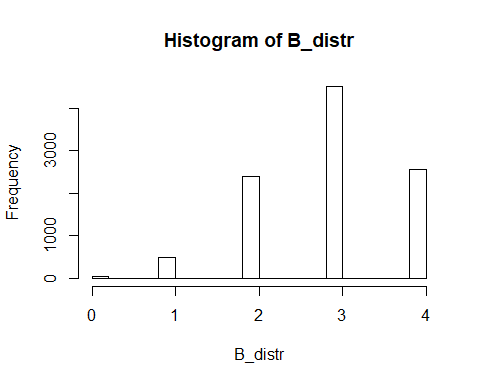 Histogram of B_distr
Frequency
3000
1000
0
0 1 2 3 4
B_distr